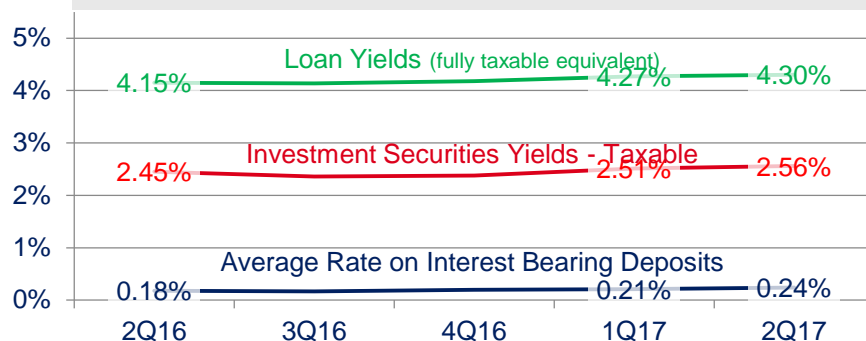 5%
Loan Yields (fully taxable equivalent)
4.15% 4.27% 4.30%
4%
3%
Investment Securities Yields - Taxable
2.45% 2.51% 2.56%
2%
1%
Average Rate on Interest Bearing Deposits
0% 0.18% 0.21% 0.24%
2Q16 3Q16 4Q16 1Q17 2Q17